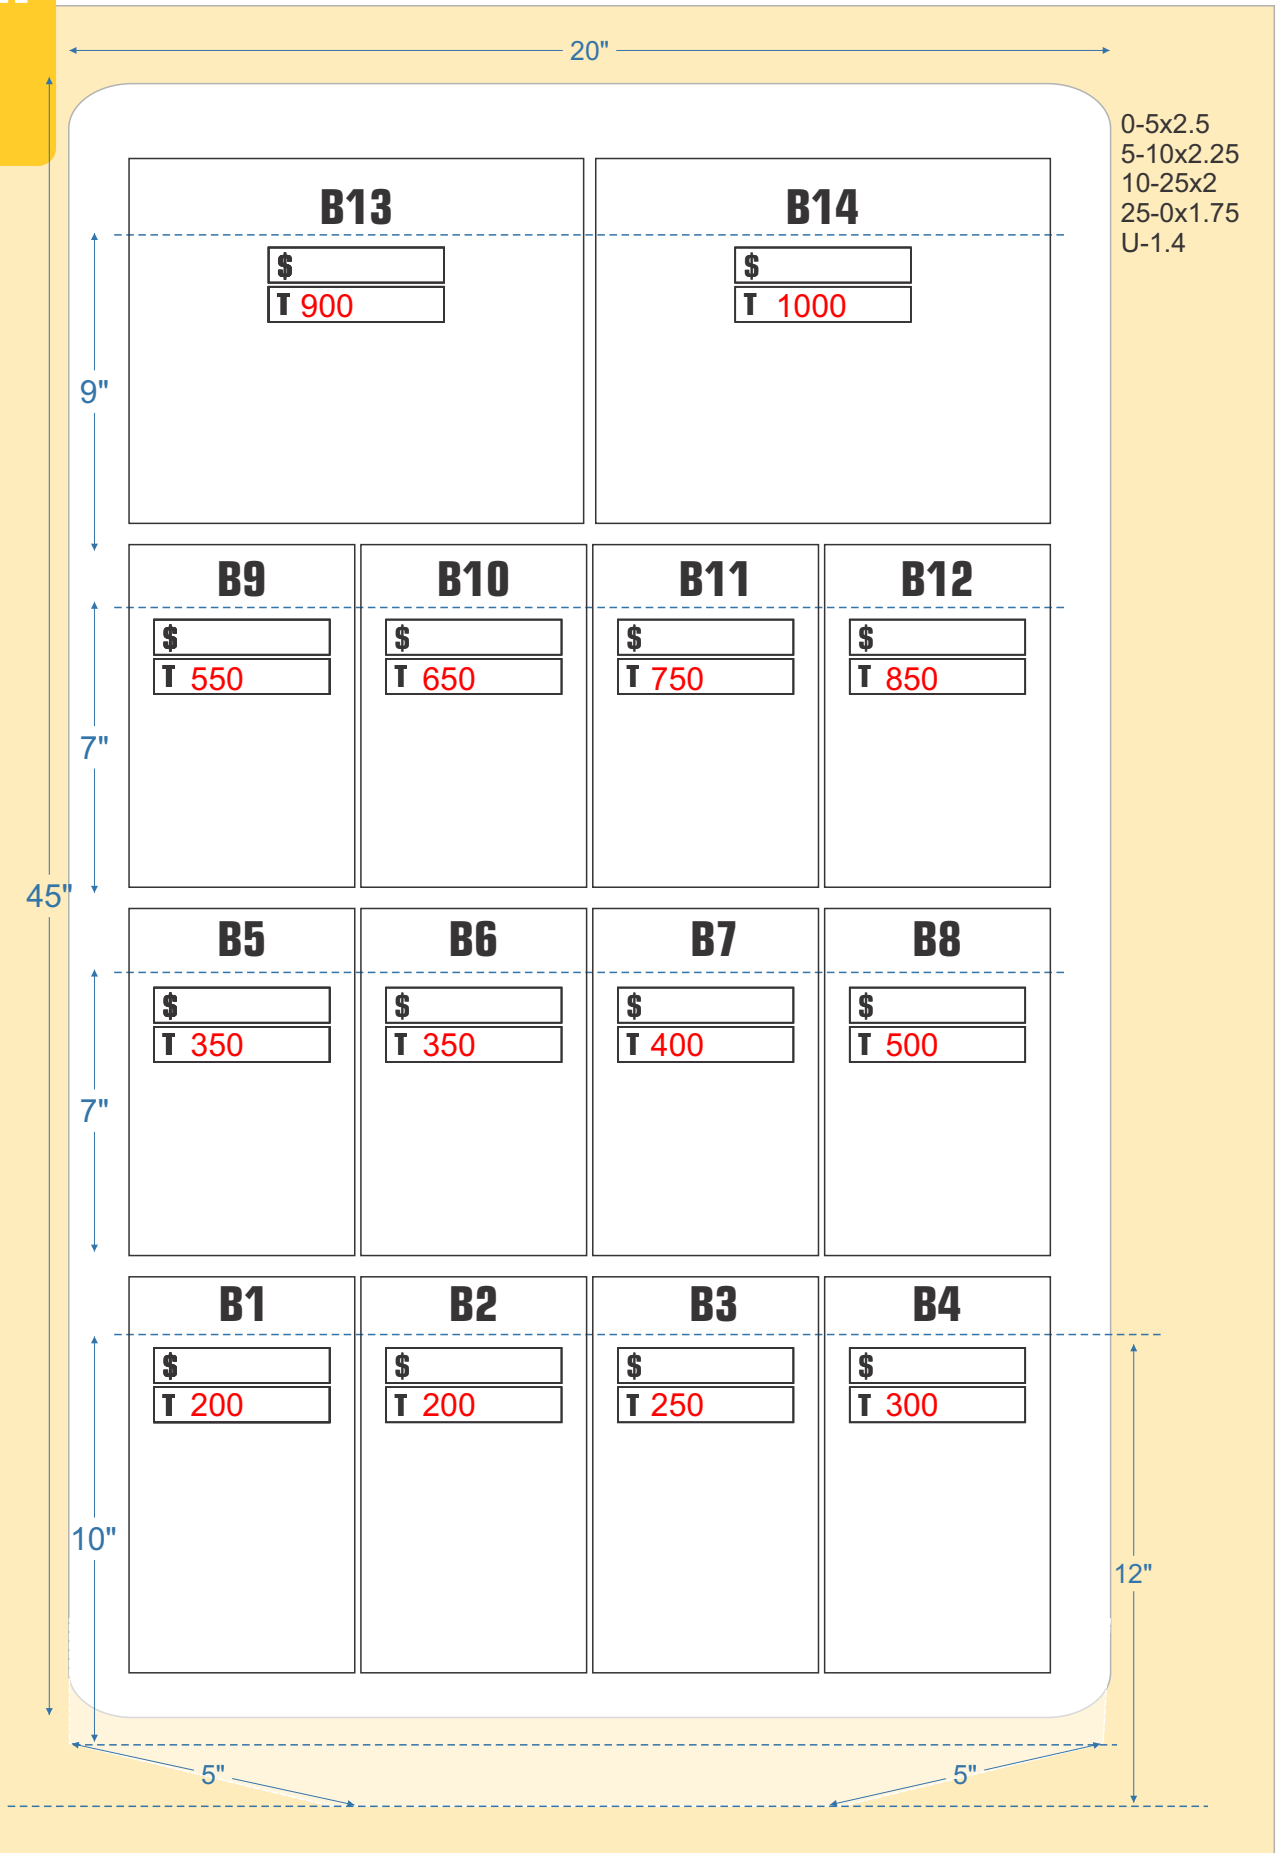 20"
0-5x2.5
5-10x2.25
10-25x2
25-0x1.75
U-1.4
B13 B14
$ $
T 900 T 1000
9"
B9 B10 B11 B12
$ $ $ $
T 550 T 650 T 750 T 850
7"
45"
B5 B6 B7 B8
$ $ $ $
T 350 T 350 T 400 T 500
7"
B1 B2 B3 B4
$ $ $ $
T 200 T 200 T 250 T 300
10"
12"
5" 5"